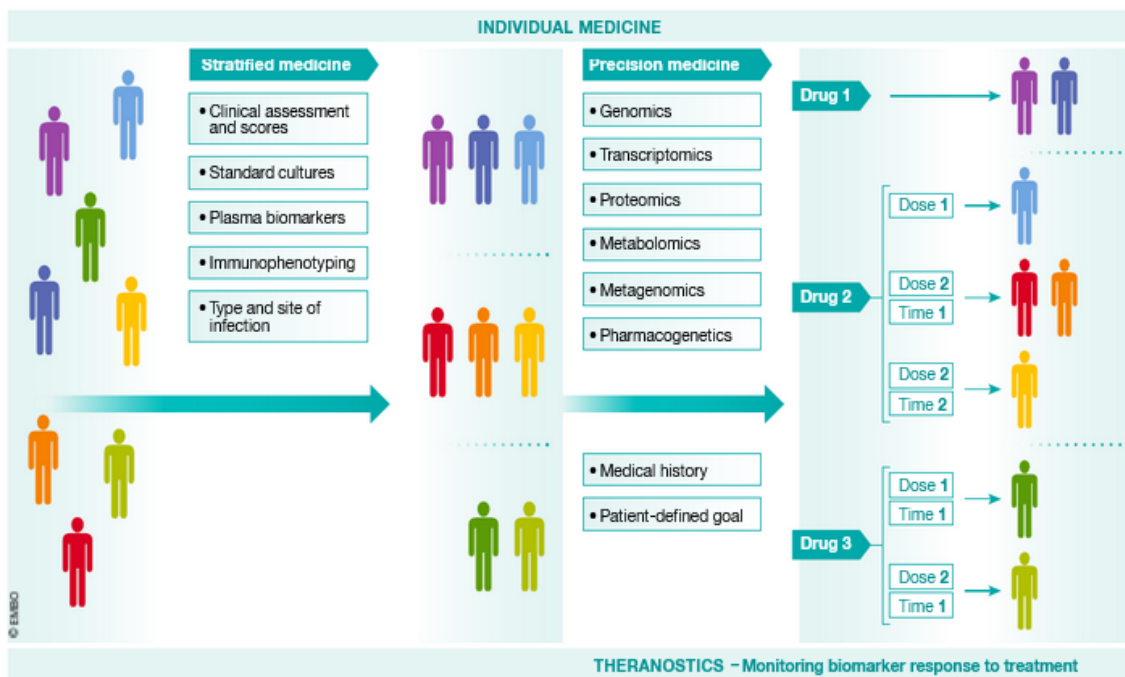 INDIVIDUAL MEDICINE
Stratified medicine
• Clinical assessment
and scores
• Standard cultures
• Plasma biomarkers
• Immunophenotyping
• Type and site of
infection
Precision medicine
• Genomics
• Transcriptomics
• Proteomics
• Metabolomics
• Metagenomics
• Pharmacogenetics
• Medical history
• Patient-defined goal
Drug 1
Drug 2
Dose 1
Dose 2
Time 1
Dose 2
Time 2
Drug 3
Dose 1
Time 1
Dose 2
Time 1
© EMBO
THERANOSTICS – Monitoring biomarker response to treatment